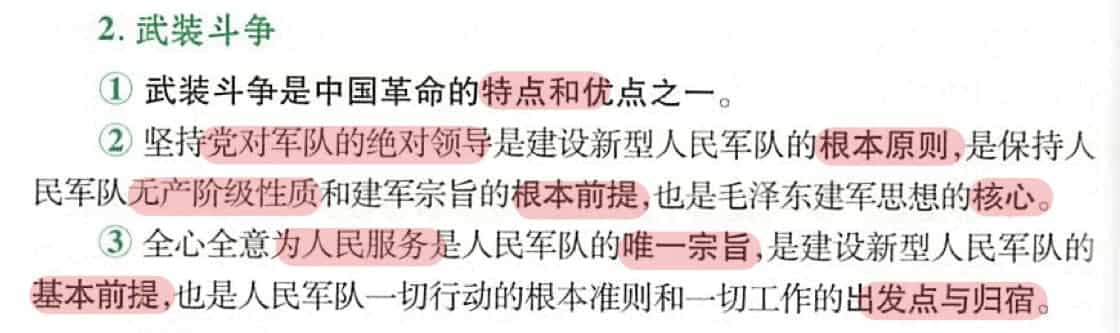 2. 武装斗争
① 武装斗争是中国革命的特点和优点之一。
② 坚持党对军队的绝对领导是建设新型人民军队的根本原则,是保持人
民军队无产阶级性质和建军宗旨的根本前提,也是毛泽东建军思想的核心。
③ 全心全意为人民服务是人民军队的唯一宗旨,是建设新型人民军队的
基本前提,也是人民军队一切行动的根本准则和一切工作的出发点与归宿。